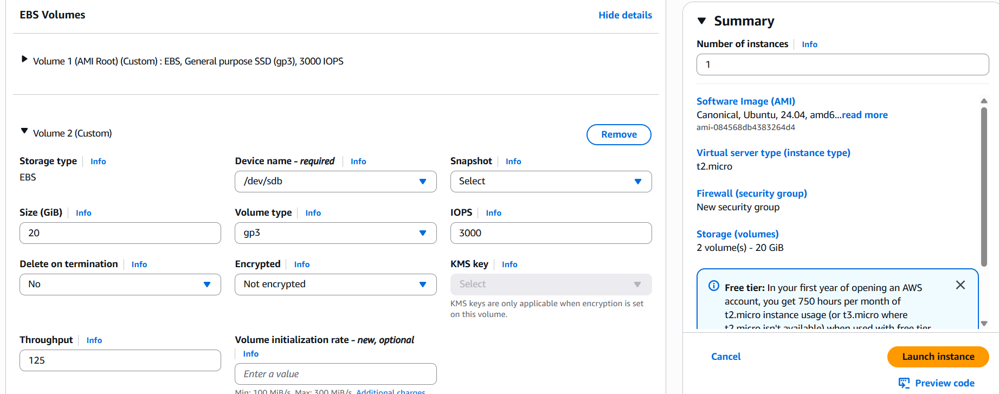 EBS Volumes
Hide details
Volume 1 (AMI Root) (Custom) : EBS, General purpose SSD (gp3), 3000 IOPS
Volume 2 (Custom)
Remove
Storage type Info
EBS
Device name - required Info
/dev/sdb
Snapshot Info
Select
Size (GiB) Info
20
Volume type Info
gp3
IOPS Info
3000
Delete on termination Info
No
Encrypted Info
Not encrypted
KMS key Info
Select
KMS keys are only applicable when encryption is set
on this volume.
Throughput Info
125
Volume initialization rate - new, optional
Info
Enter a value
Min: 100 MiB/s, Max: 300 MiB/s. Additional charges
Summary
Number of instances Info
1
Software Image (AMI)
Canonical, Ubuntu, 24.04, amd6...read more
ami-084568db4383264d4
Virtual server type (instance type)
t2.micro
Firewall (security group)
New security group
Storage (volumes)
2 volume(s) - 20 GiB
Free tier: In your first year of opening an AWS
account, you get 750 hours per month of
t2.micro instance usage (or t3.micro where
t2.micro isn't available) when used with free tier
Cancel
Launch instance
Preview code